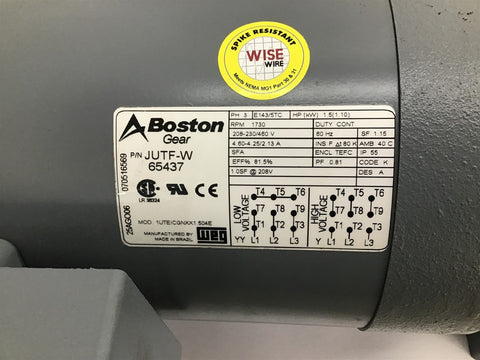 SPIKE RESISTANT
WISE
WIRE
Meets NEMA MG1 Part 30 & 31
Boston
Gear
P/N JUTF-W
65437
070516569
25AGO06
MOD. 1UTEICGNXX1 504E
MANUFACTURED BY
MADE IN BRAZIL
WEG
PH 3 E143/5TC HP (kW) 1.5(1.10)
RPM 1730 DUTY CONT.
208-230/460 V 60 Hz SF 1.15
4.60-4.25/2.13 A INS F Δt 80 K AMB 40 C
SFA ENCL TEFC IP 55
EFF% 81.5% PF 0.81 CODE K
1.0SF @ 208V DES A
LOW VOLTAGE
T4 T5 T6
T7 T8 T9
T1 T2 T3
YY L1 L2 L3
HIGH VOLTAGE
T4 T5 T6
T7 T8 T9
T1 T2 T3
Y L1 L2 L3